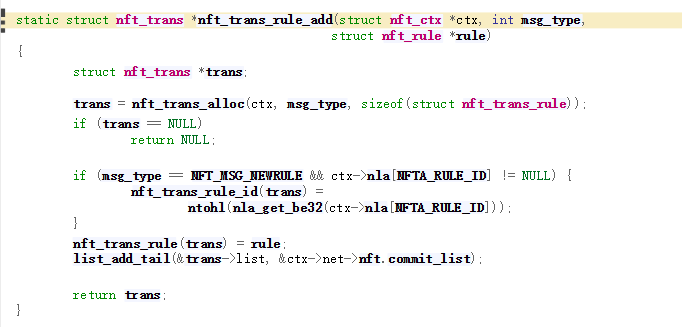 static struct nft_trans *nft_trans_rule_add(struct nft_ctx *ctx, int msg_type,
struct nft_rule *rule)
{
struct nft_trans *trans;
trans = nft_trans_alloc(ctx, msg_type, sizeof(struct nft_trans_rule));
if (trans == NULL)
return NULL;
if (msg_type == NFT_MSG_NEWRULE && ctx->nla[NFTA_RULE_ID] != NULL) {
nft_trans_rule_id(trans) =
ntohl(nla_get_be32(ctx->nla[NFTA_RULE_ID]));
}
nft_trans_rule(trans) = rule;
list_add_tail(&trans->list, &ctx->net->nft.commit_list);
return trans;
}